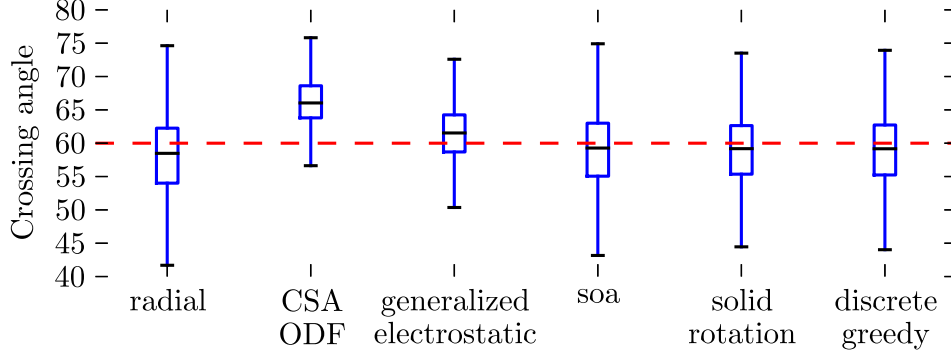 80
75
70
65
60
55
50
45
40
Crossing angle
radial
CSA
ODF
generalized
electrostatic
soa
solid
rotation
discrete
greedy